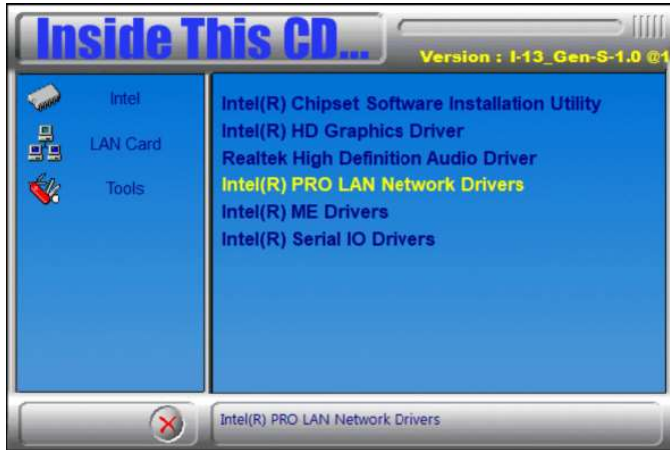 Inside This CD...
Version : I-13_Gen-S-1.0 @1
Intel
LAN Card
Tools
Intel(R) Chipset Software Installation Utility
Intel(R) HD Graphics Driver
Realtek High Definition Audio Driver
Intel(R) PRO LAN Network Drivers
Intel(R) ME Drivers
Intel(R) Serial IO Drivers
Intel(R) PRO LAN Network Drivers